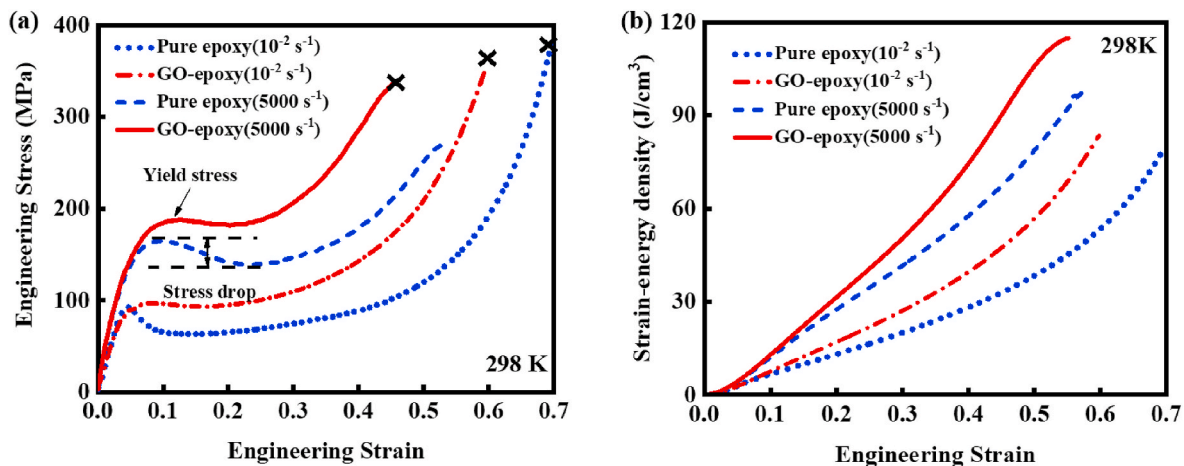 (a)
Engineering Stress (MPa)
400
300
200
100
0
Pure epoxy(10⁻² s⁻¹)
GO-epoxy(10⁻² s⁻¹)
Pure epoxy(5000 s⁻¹)
GO-epoxy(5000 s⁻¹)
Yield stress
Stress drop
298 K
0.0 0.1 0.2 0.3 0.4 0.5 0.6 0.7
Engineering Strain
(b)
Strain-energy density (J/cm³)
120
90
60
30
0
298K
Pure epoxy(10⁻² s⁻¹)
GO-epoxy(10⁻² s⁻¹)
Pure epoxy(5000 s⁻¹)
GO-epoxy(5000 s⁻¹)
0.0 0.1 0.2 0.3 0.4 0.5 0.6 0.7
Engineering Strain